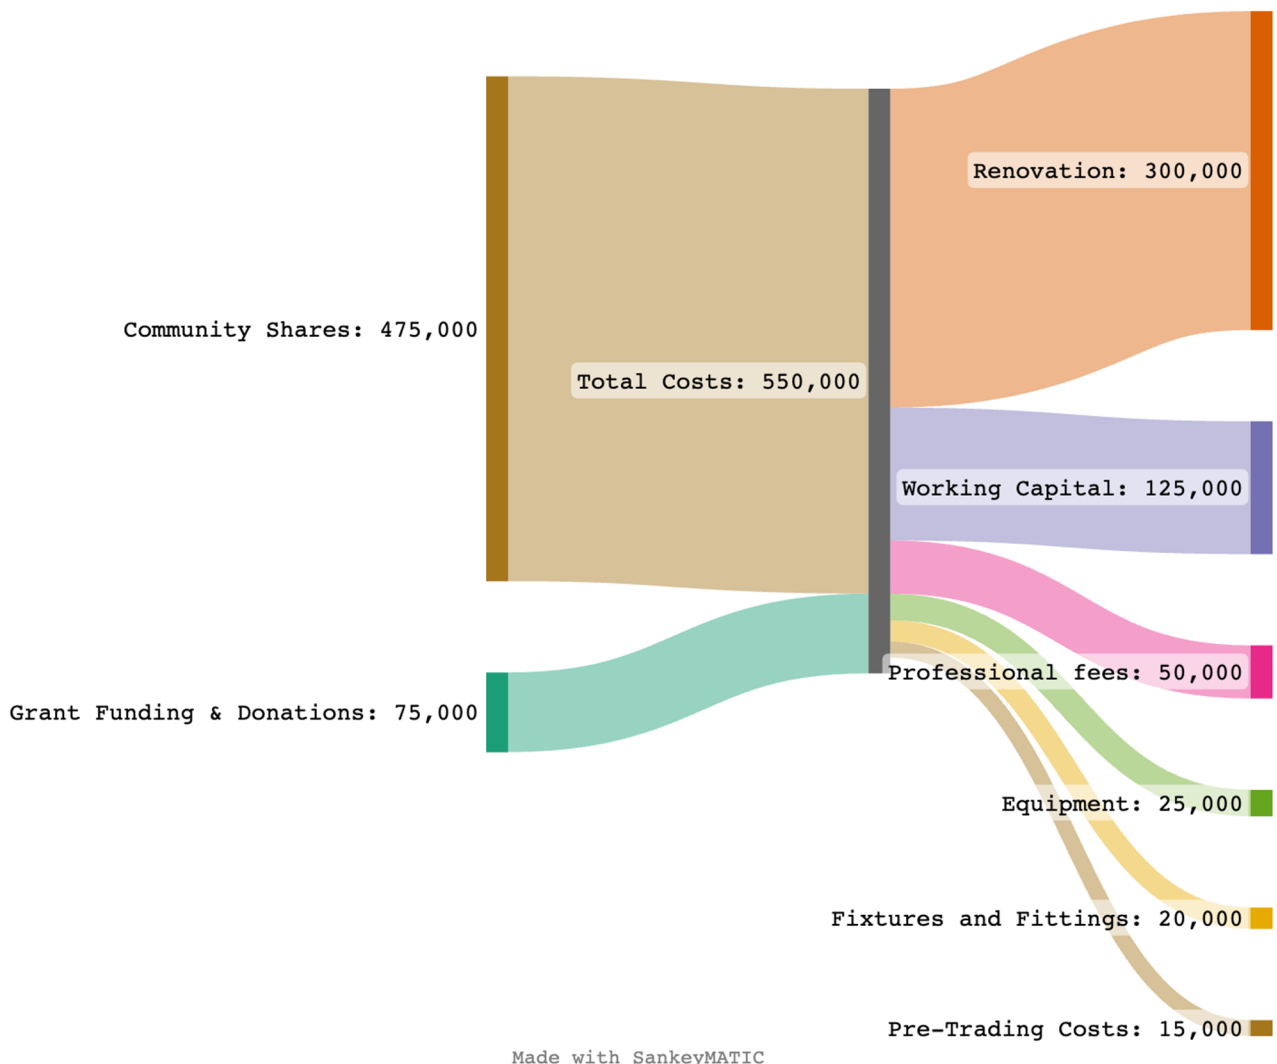 Renovation: 300,000
Community Shares: 475,000
Total Costs: 550,000
Working Capital: 125,000
Professional fees: 50,000
Grant Funding & Donations: 75,000
Equipment: 25,000
Fixtures and Fittings: 20,000
Pre-Trading Costs: 15,000
Made with SankeyMATIC